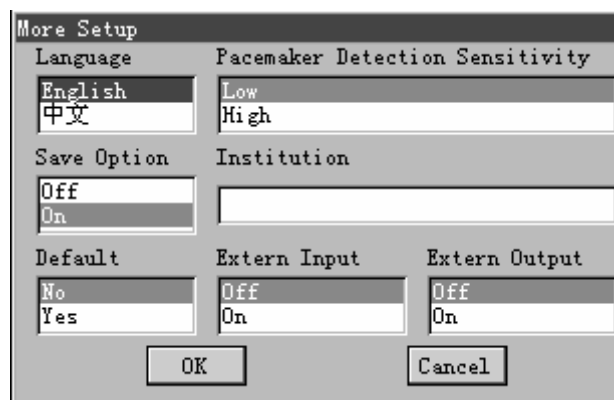 More Setup
Language Pacemaker Detection Sensitivity
English Low
中文 High
Save Option Institution
Off
On
Default Extern Input Extern Output
No Off Off
Yes On On
OK Cancel